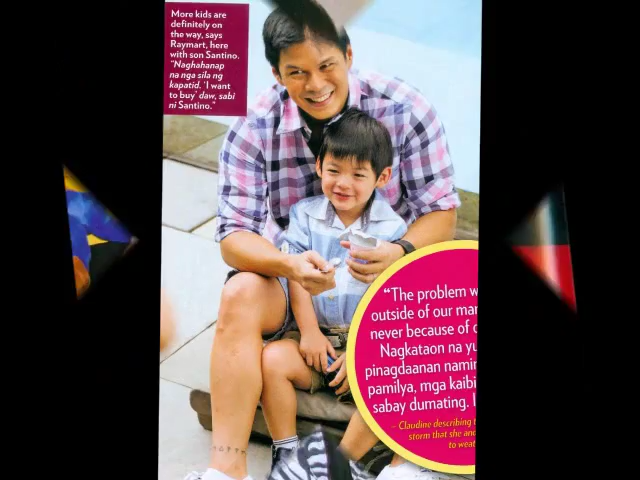 More kids are
definitely on
the way, says
Raymart, here
with son Santino.
"Naghahanap
na nga sila ng
kapatid. 'I want
to buy' daw, sabi
ni Santino."
"The problem w
outside of our mar
never because of
Nagkataon na yu
pinagdaanan namin
pamilya, mga kaibi
sabay dumating. I
– Claudine describing t
storm that she and
to weat